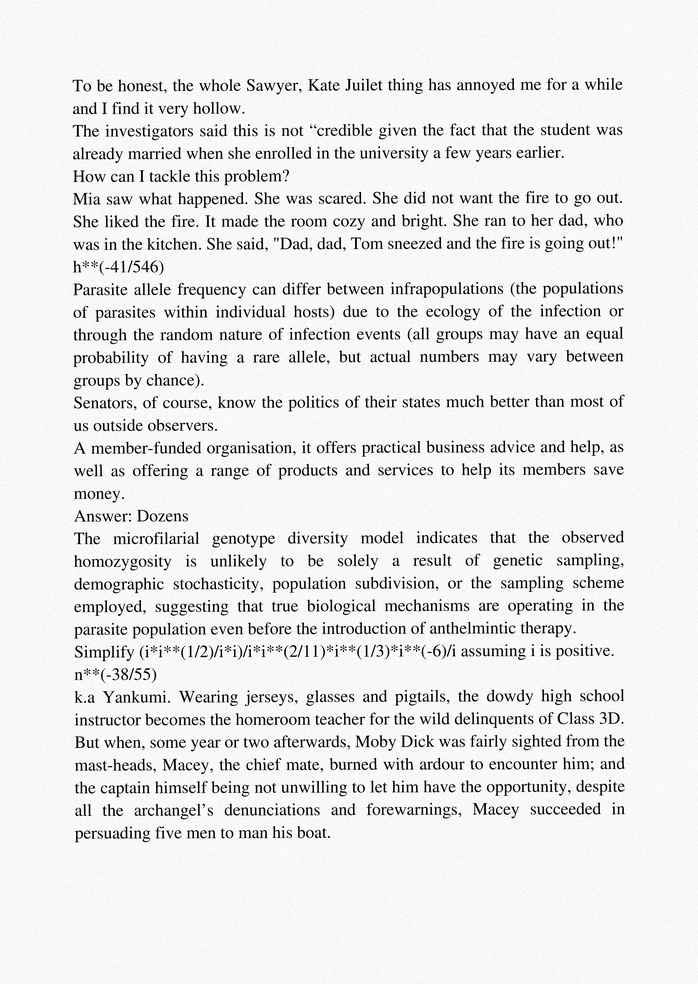 To be honest, the whole Sawyer, Kate Juilet thing has annoyed me for a while
and I find it very hollow.
The investigators said this is not “credible given the fact that the student was
already married when she enrolled in the university a few years earlier.
How can I tackle this problem?
Mia saw what happened. She was scared. She did not want the fire to go out.
She liked the fire. It made the room cozy and bright. She ran to her dad, who
was in the kitchen. She said, "Dad, dad, Tom sneezed and the fire is going out!"
h**(-41/546)
Parasite allele frequency can differ between infrapopulations (the populations
of parasites within individual hosts) due to the ecology of the infection or
through the random nature of infection events (all groups may have an equal
probability of having a rare allele, but actual numbers may vary between
groups by chance).
Senators, of course, know the politics of their states much better than most of
us outside observers.
A member-funded organisation, it offers practical business advice and help, as
well as offering a range of products and services to help its members save
money.
Answer: Dozens
The microfilarial genotype diversity model indicates that the observed
homozygosity is unlikely to be solely a result of genetic sampling,
demographic stochasticity, population subdivision, or the sampling scheme
employed, suggesting that true biological mechanisms are operating in the
parasite population even before the introduction of anthelmintic therapy.
Simplify (i*i**(1/2)/i*i)/i*i**(2/11)*i**(1/3)*i**(-6)/i assuming i is positive.
n**(-38/55)
k.a Yankumi. Wearing jerseys, glasses and pigtails, the dowdy high school
instructor becomes the homeroom teacher for the wild delinquents of Class 3D.
But when, some year or two afterwards, Moby Dick was fairly sighted from the
mast-heads, Macey, the chief mate, burned with ardour to encounter him; and
the captain himself being not unwilling to let him have the opportunity, despite
all the archangel’s denunciations and forewarnings, Macey succeeded in
persuading five men to man his boat.